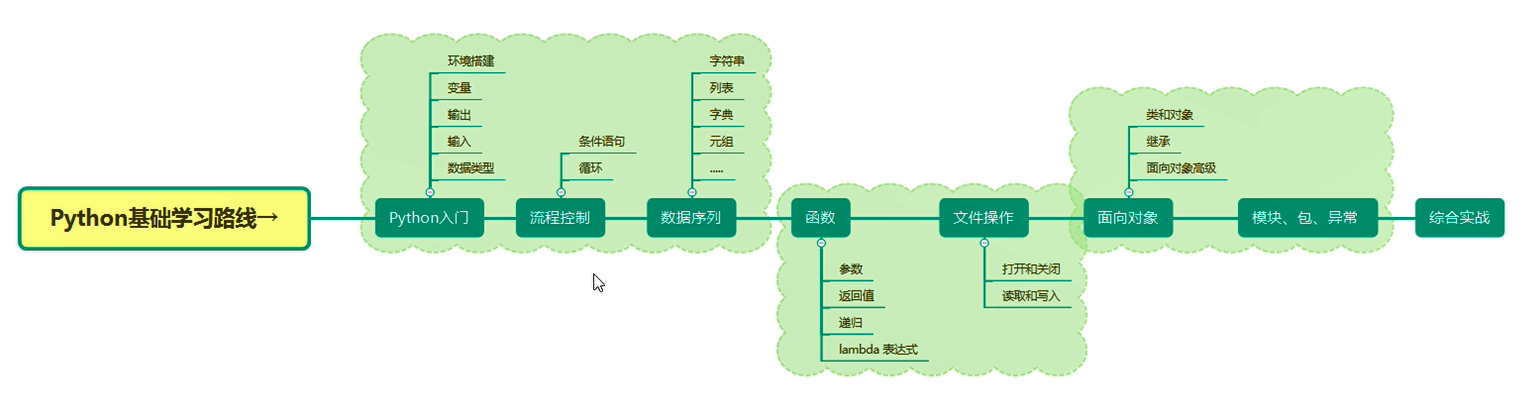 Python基础学习路线→
环境搭建
变量
输出
输入
数据类型
Python入门
条件语句
循环
流程控制
字符串
列表
字典
元组
.....
数据序列
函数
参数
返回值
递归
lambda 表达式
文件操作
打开和关闭
读取和写入
类和对象
继承
面向对象高级
面向对象
模块、包、异常
综合实战